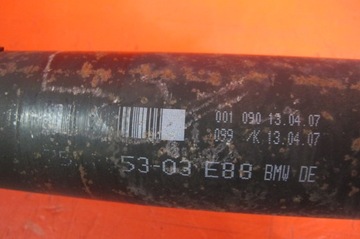 001 090 13.04.07
099 /K 13.04.07
53-03 E88 BMW DE